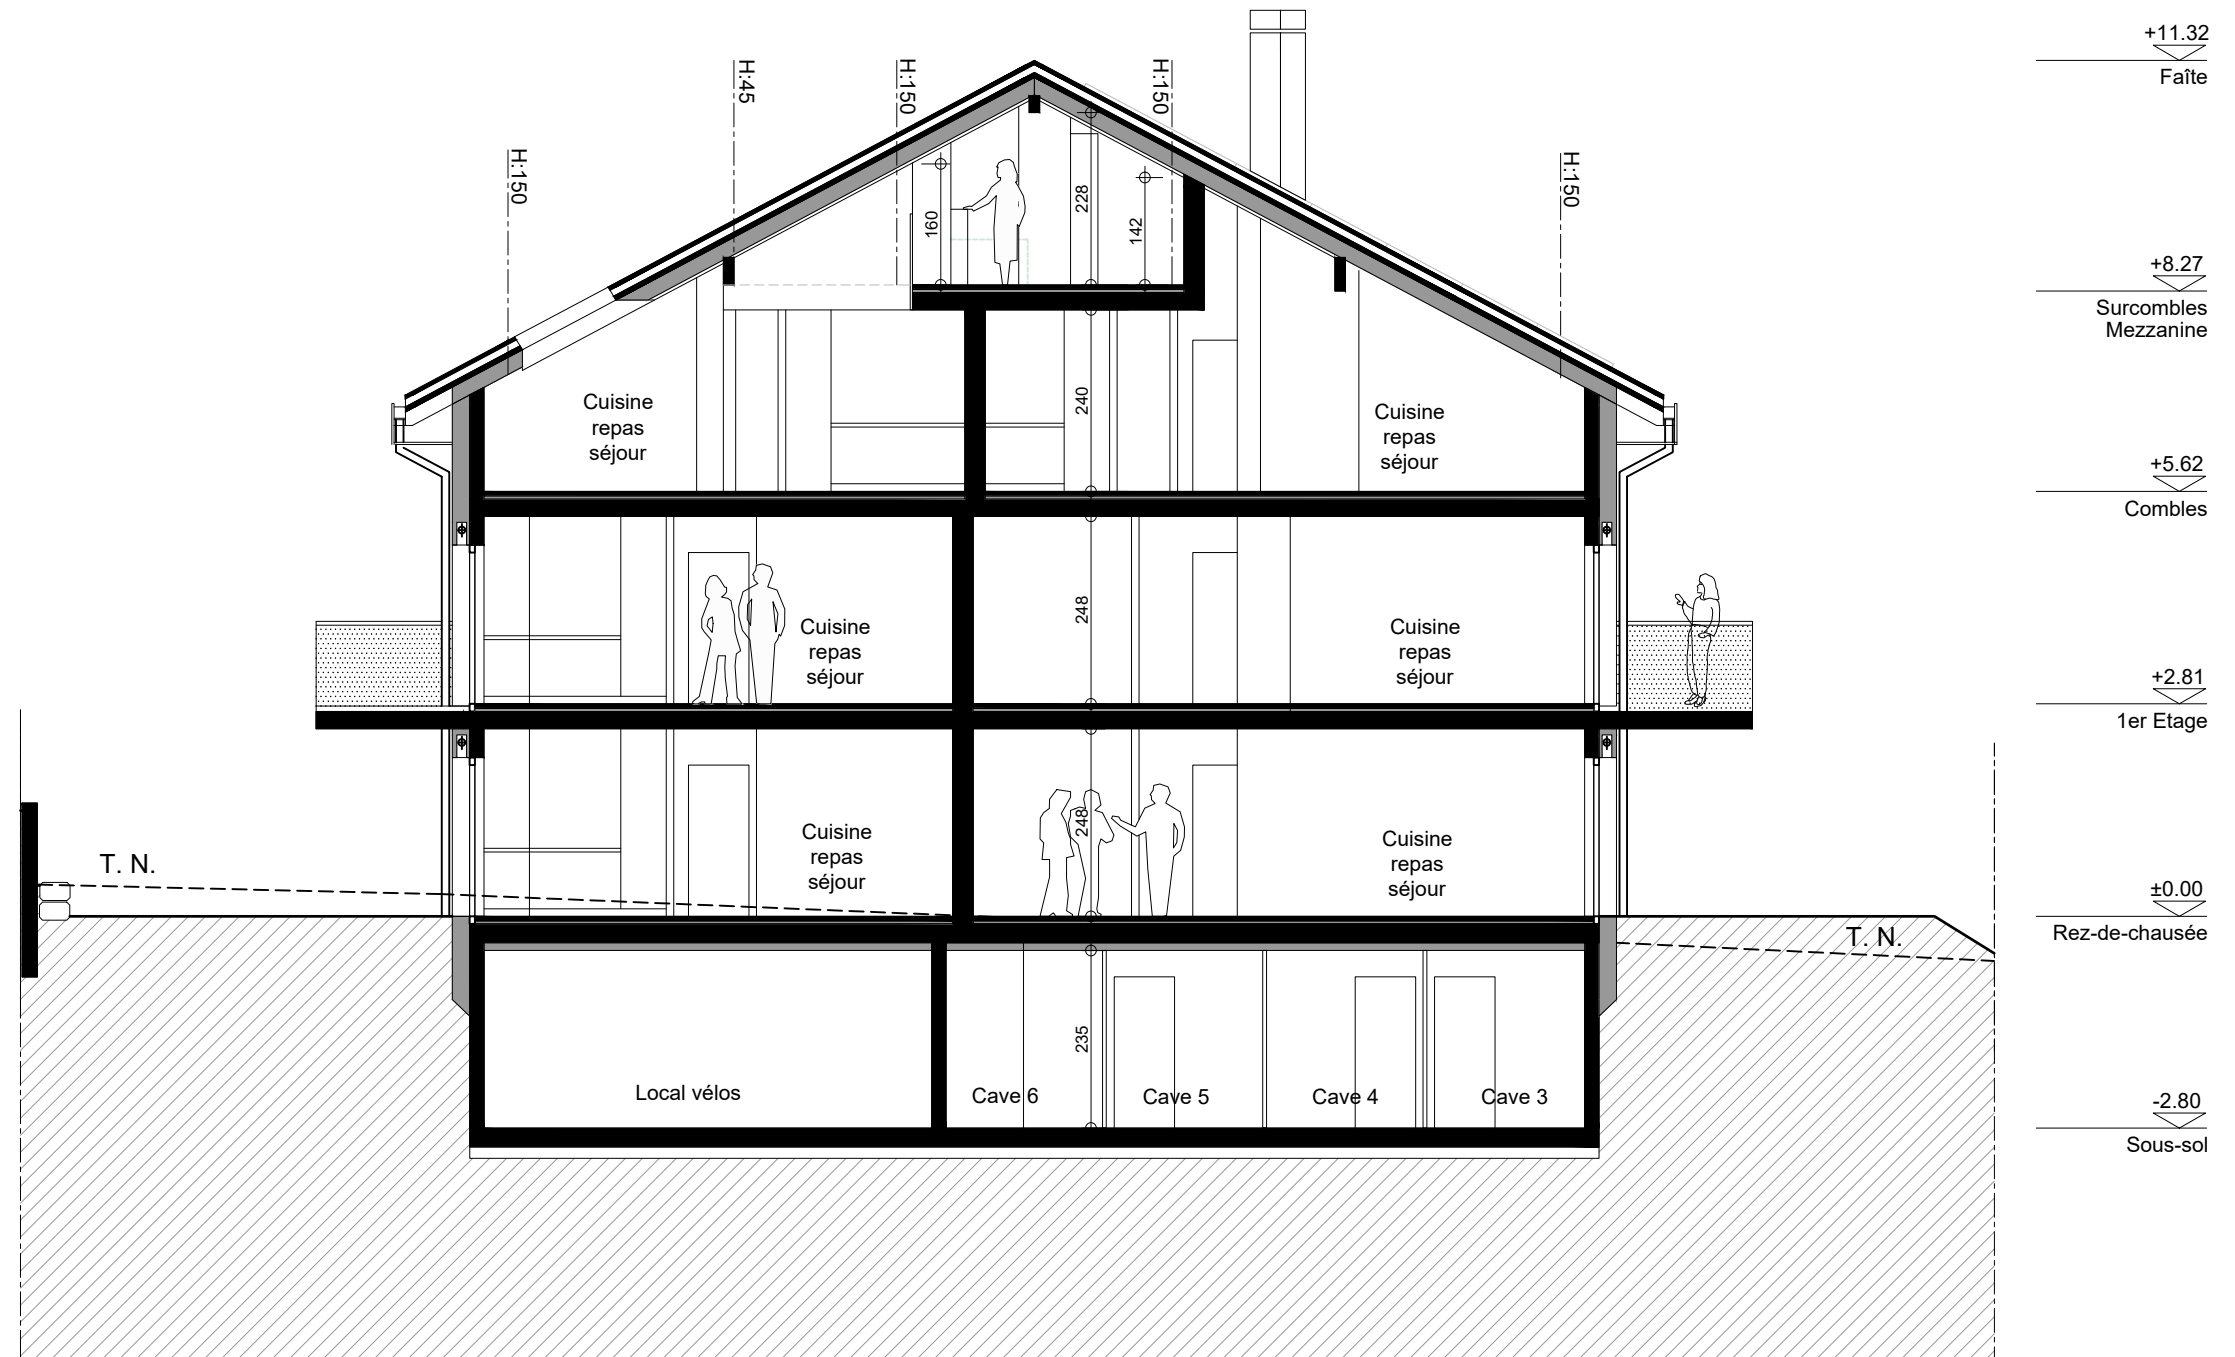 +11.32
Faîte
H:45
H:150
H:150
H:150
H:150
228
160
142
+8.27
Surcombles
Mezzanine
Cuisine
repas
séjour
240
Cuisine
repas
séjour
+5.62
Combles
Cuisine
repas
séjour
248
Cuisine
repas
séjour
+2.81
1er Etage
T. N.
Cuisine
repas
séjour
248
Cuisine
repas
séjour
±0.00
Rez-de-chausée
T. N.
235
Local vélos
Cave 6
Cave 5
Cave 4
Cave 3
-2.80
Sous-sol